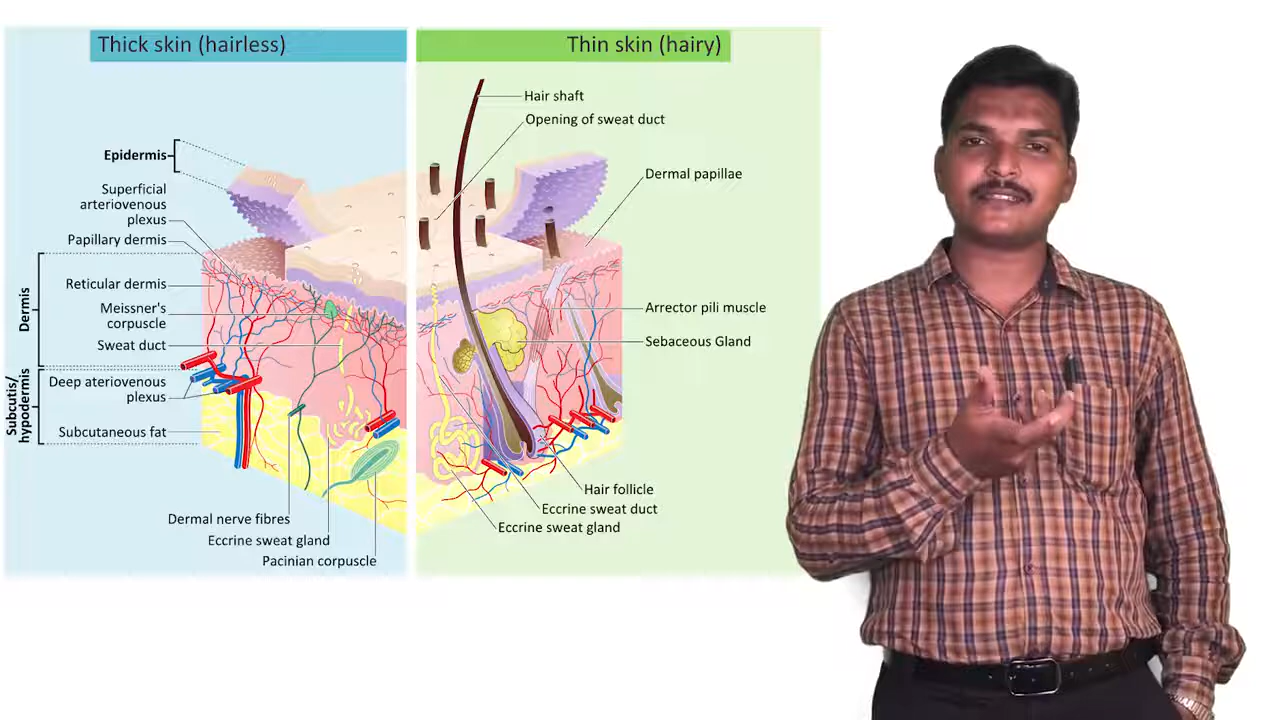 Thick skin (hairless)
Thin skin (hairy)
Epidermis
Superficial
arteriovenous
plexus
Papillary dermis
Dermis
Reticular dermis
Meissner's
corpuscle
Sweat duct
Subcutis/
hypodermis
Deep ateriovenous
plexus
Subcutaneous fat
Dermal nerve fibres
Eccrine sweat gland
Pacinian corpuscle
Hair shaft
Opening of sweat duct
Dermal papillae
Arrector pili muscle
Sebaceous Gland
Hair follicle
Eccrine sweat duct
Eccrine sweat gland